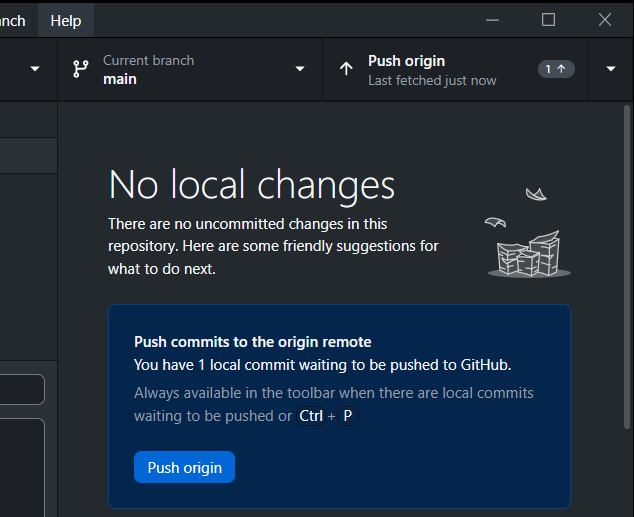 nch Help
Current branch
main
Push origin
Last fetched just now
1
No local changes
There are no uncommitted changes in this
repository. Here are some friendly suggestions for
what to do next.
Push commits to the origin remote
You have 1 local commit waiting to be pushed to GitHub.
Always available in the toolbar when there are local commits
waiting to be pushed or Ctrl + P
Push origin